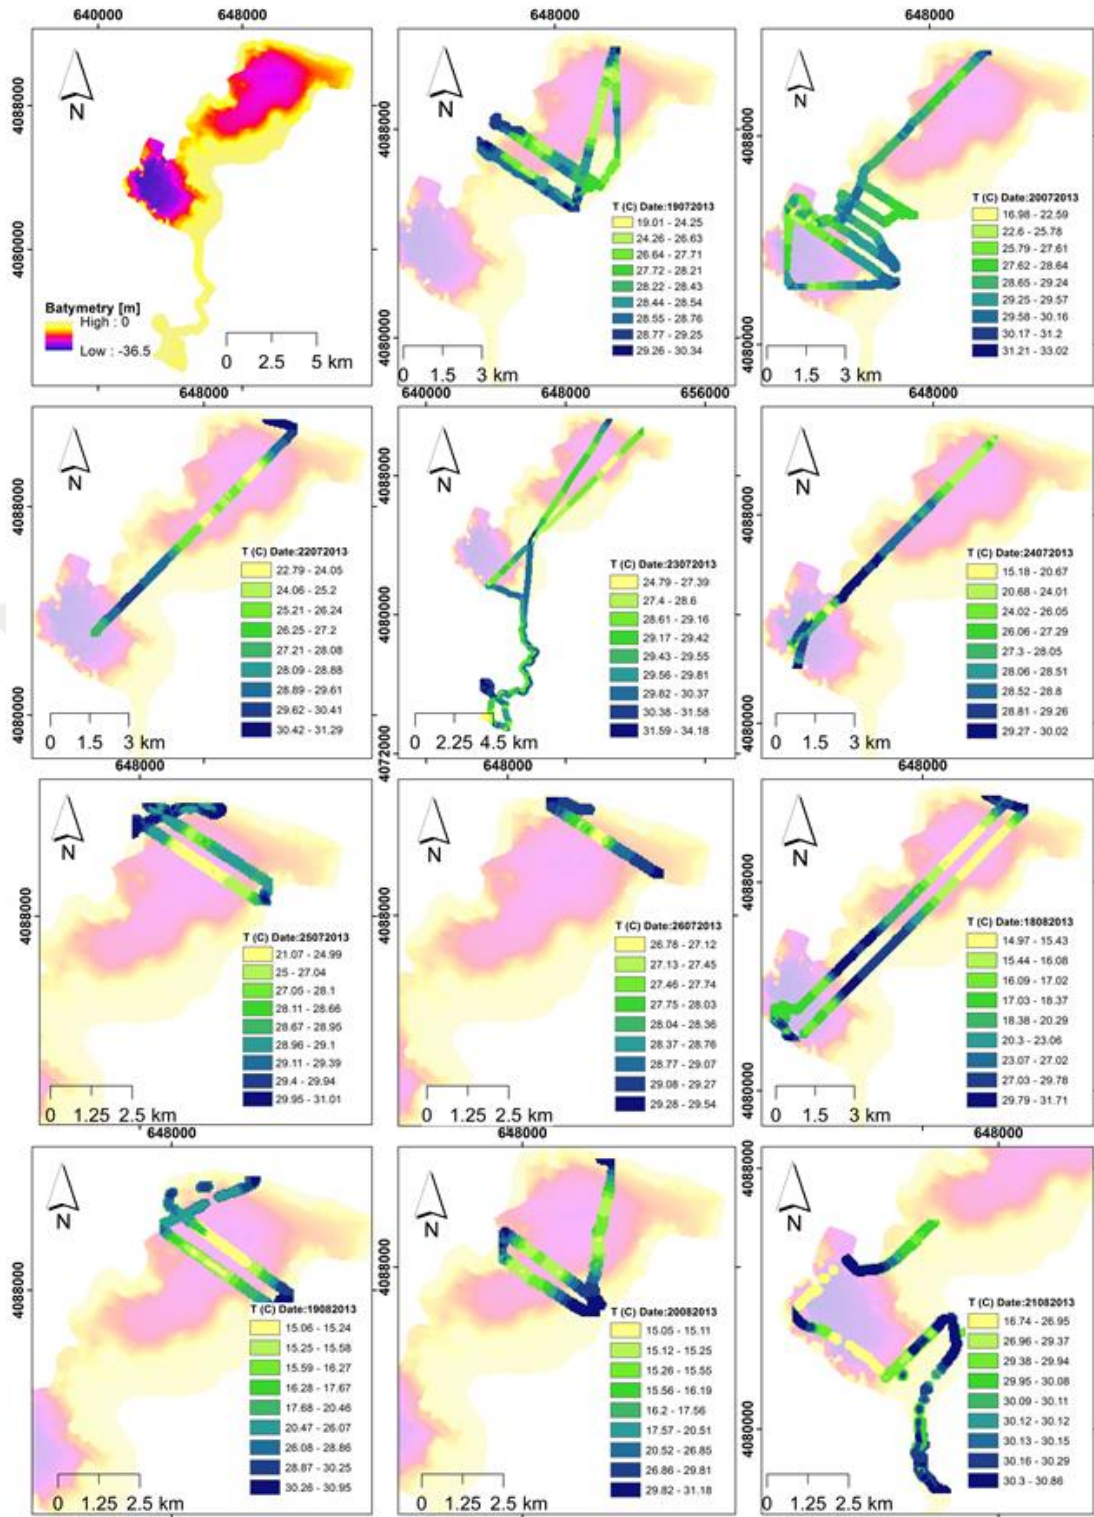 640000 648000
4088000
4080000
N
Batymetry [m]
High : 0
Low : -36.5
0 2.5 5 km
648000
4088000
4080000
N
T (C) Date:19072013
19.01 - 24.25
24.26 - 26.63
26.64 - 27.71
27.72 - 28.21
28.22 - 28.43
28.44 - 28.54
28.55 - 28.76
28.77 - 29.25
29.26 - 30.34
0 1.5 3 km
648000
4088000
4080000
N
T (C) Date:20072013
16.98 - 22.59
22.6 - 25.78
25.79 - 27.61
27.62 - 28.64
28.65 - 29.24
29.25 - 29.57
29.58 - 30.16
30.17 - 31.2
31.21 - 33.02
0 1.5 3 km
648000
4088000
4080000
N
T (C) Date:22072013
22.79 - 24.05
24.06 - 25.2
25.21 - 26.24
26.25 - 27.2
27.21 - 28.08
28.09 - 28.88
28.89 - 29.61
29.62 - 30.41
30.42 - 31.29
0 1.5 3 km
640000 648000 656000
4088000
4080000
4072000
N
T (C) Date:23072013
24.79 - 27.39
27.4 - 28.6
28.61 - 29.16
29.17 - 29.42
29.43 - 29.55
29.56 - 29.81
29.82 - 30.37
30.38 - 31.58
31.59 - 34.18
0 2.25 4.5 km
648000
4088000
4080000
N
T (C) Date:24072013
15.18 - 20.67
20.68 - 24.01
24.02 - 26.05
26.06 - 27.29
27.3 - 28.05
28.06 - 28.51
28.52 - 28.8
28.81 - 29.26
29.27 - 30.02
0 1.5 3 km
648000
4088000
N
T (C) Date:25072013
21.07 - 24.99
25 - 27.04
27.05 - 28.1
28.11 - 28.66
28.67 - 28.95
28.96 - 29.1
29.11 - 29.39
29.4 - 29.94
29.95 - 31.01
0 1.25 2.5 km
648000
4088000
N
T (C) Date:26072013
26.78 - 27.12
27.13 - 27.45
27.46 - 27.74
27.75 - 28.03
28.04 - 28.36
28.37 - 28.76
28.77 - 29.07
29.08 - 29.27
29.28 - 29.54
0 1.25 2.5 km
648000
4088000
4080000
N
T (C) Date:18082013
14.97 - 15.43
15.44 - 16.08
16.09 - 17.02
17.03 - 18.37
18.38 - 20.29
20.3 - 23.06
23.07 - 27.02
27.03 - 29.78
29.79 - 31.71
0 1.5 3 km
648000
4088000
N
T (C) Date:19082013
15.06 - 15.24
15.25 - 15.58
15.59 - 16.27
16.28 - 17.67
17.68 - 20.46
20.47 - 26.07
26.08 - 28.86
28.87 - 30.25
30.26 - 30.95
0 1.25 2.5 km
648000
4088000
N
T (C) Date:20082013
15.05 - 15.11
15.12 - 15.25
15.26 - 15.55
15.56 - 16.19
16.2 - 17.56
17.57 - 20.51
20.52 - 26.85
26.86 - 29.81
29.82 - 31.18
0 1.25 2.5 km
648000
4088000
4080000
N
T (C) Date:21082013
16.74 - 26.95
26.96 - 29.37
29.38 - 29.94
29.95 - 30.08
30.09 - 30.11
30.12 - 30.12
30.13 - 30.15
30.16 - 30.29
30.3 - 30.86
0 1.25 2.5 km